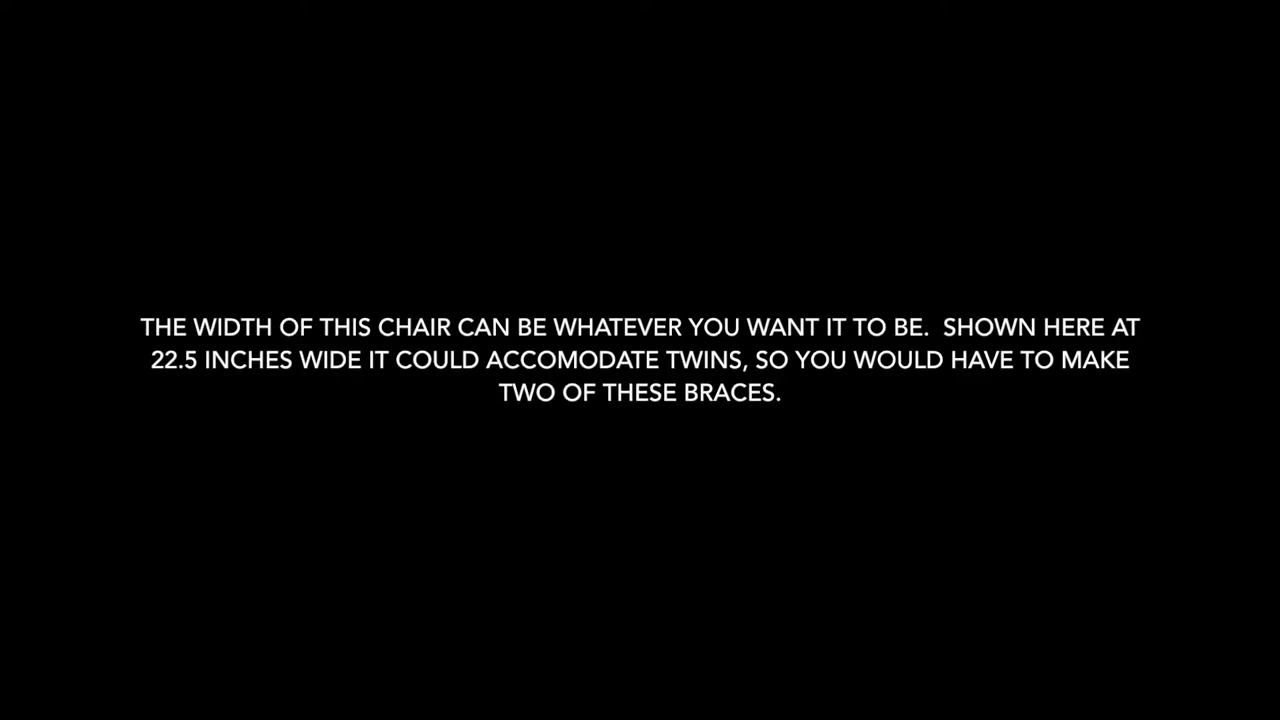 THE WIDTH OF THIS CHAIR CAN BE WHATEVER YOU WANT IT TO BE.  SHOWN HERE AT
22.5 INCHES WIDE IT COULD ACCOMODATE TWINS, SO YOU WOULD HAVE TO MAKE
TWO OF THESE BRACES.